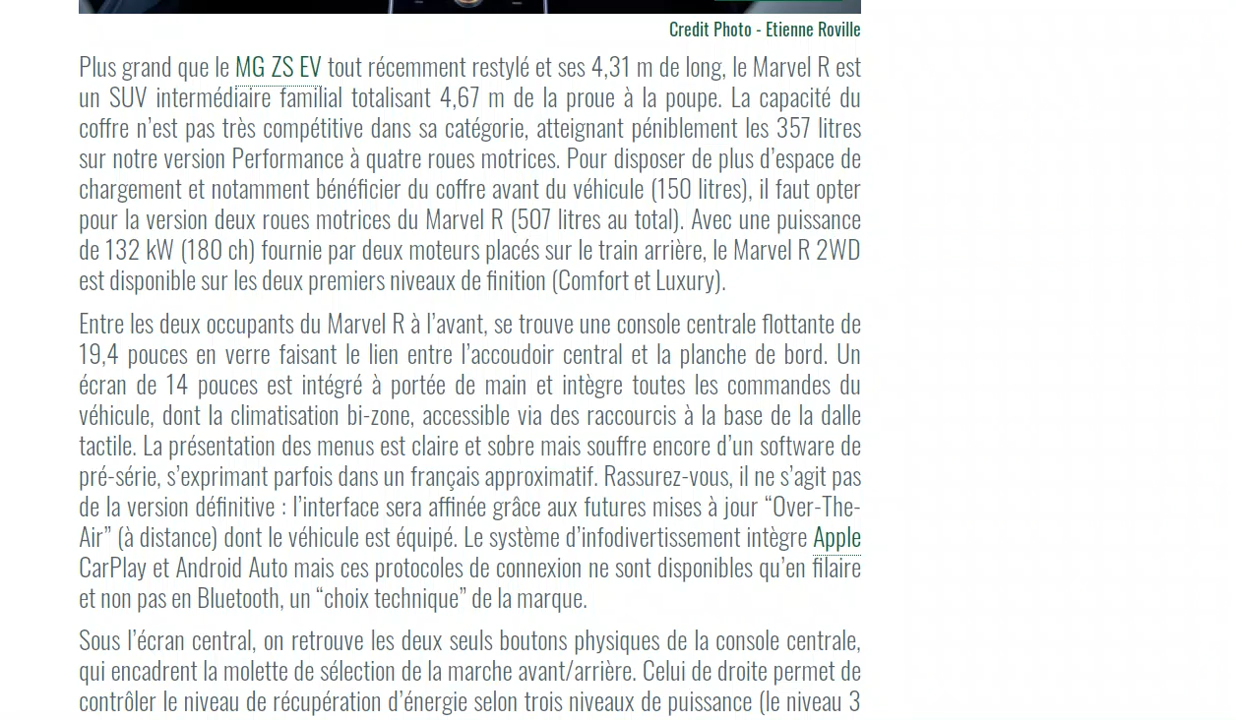 Credit Photo - Etienne Roville
Plus grand que le MG ZS EV tout récemment restylé et ses 4,31 m de long, le Marvel R est
un SUV intermédiaire familial totalisant 4,67 m de la proue à la poupe. La capacité du
coffre n’est pas très compétitive dans sa catégorie, atteignant péniblement les 357 litres
sur notre version Performance à quatre roues motrices. Pour disposer de plus d’espace de
chargement et notamment bénéficier du coffre avant du véhicule (150 litres), il faut opter
pour la version deux roues motrices du Marvel R (507 litres au total). Avec une puissance
de 132 kW (180 ch) fournie par deux moteurs placés sur le train arrière, le Marvel R 2WD
est disponible sur les deux premiers niveaux de finition (Comfort et Luxury).
Entre les deux occupants du Marvel R à l’avant, se trouve une console centrale flottante de
19,4 pouces en verre faisant le lien entre l’accoudoir central et la planche de bord. Un
écran de 14 pouces est intégré à portée de main et intègre toutes les commandes du
véhicule, dont la climatisation bi-zone, accessible via des raccourcis à la base de la dalle
tactile. La présentation des menus est claire et sobre mais souffre encore d’un software de
pré-série, s’exprimant parfois dans un français approximatif. Rassurez-vous, il ne s’agit pas
de la version définitive : l’interface sera affinée grâce aux futures mises à jour “Over-The-
Air” (à distance) dont le véhicule est équipé. Le système d’infodivertissement intègre Apple
CarPlay et Android Auto mais ces protocoles de connexion ne sont disponibles qu’en filaire
et non pas en Bluetooth, un “choix technique” de la marque.
Sous l’écran central, on retrouve les deux seuls boutons physiques de la console centrale,
qui encadrent la molette de sélection de la marche avant/arrière. Celui de droite permet de
contrôler le niveau de récupération d’énergie selon trois niveaux de puissance (le niveau 3